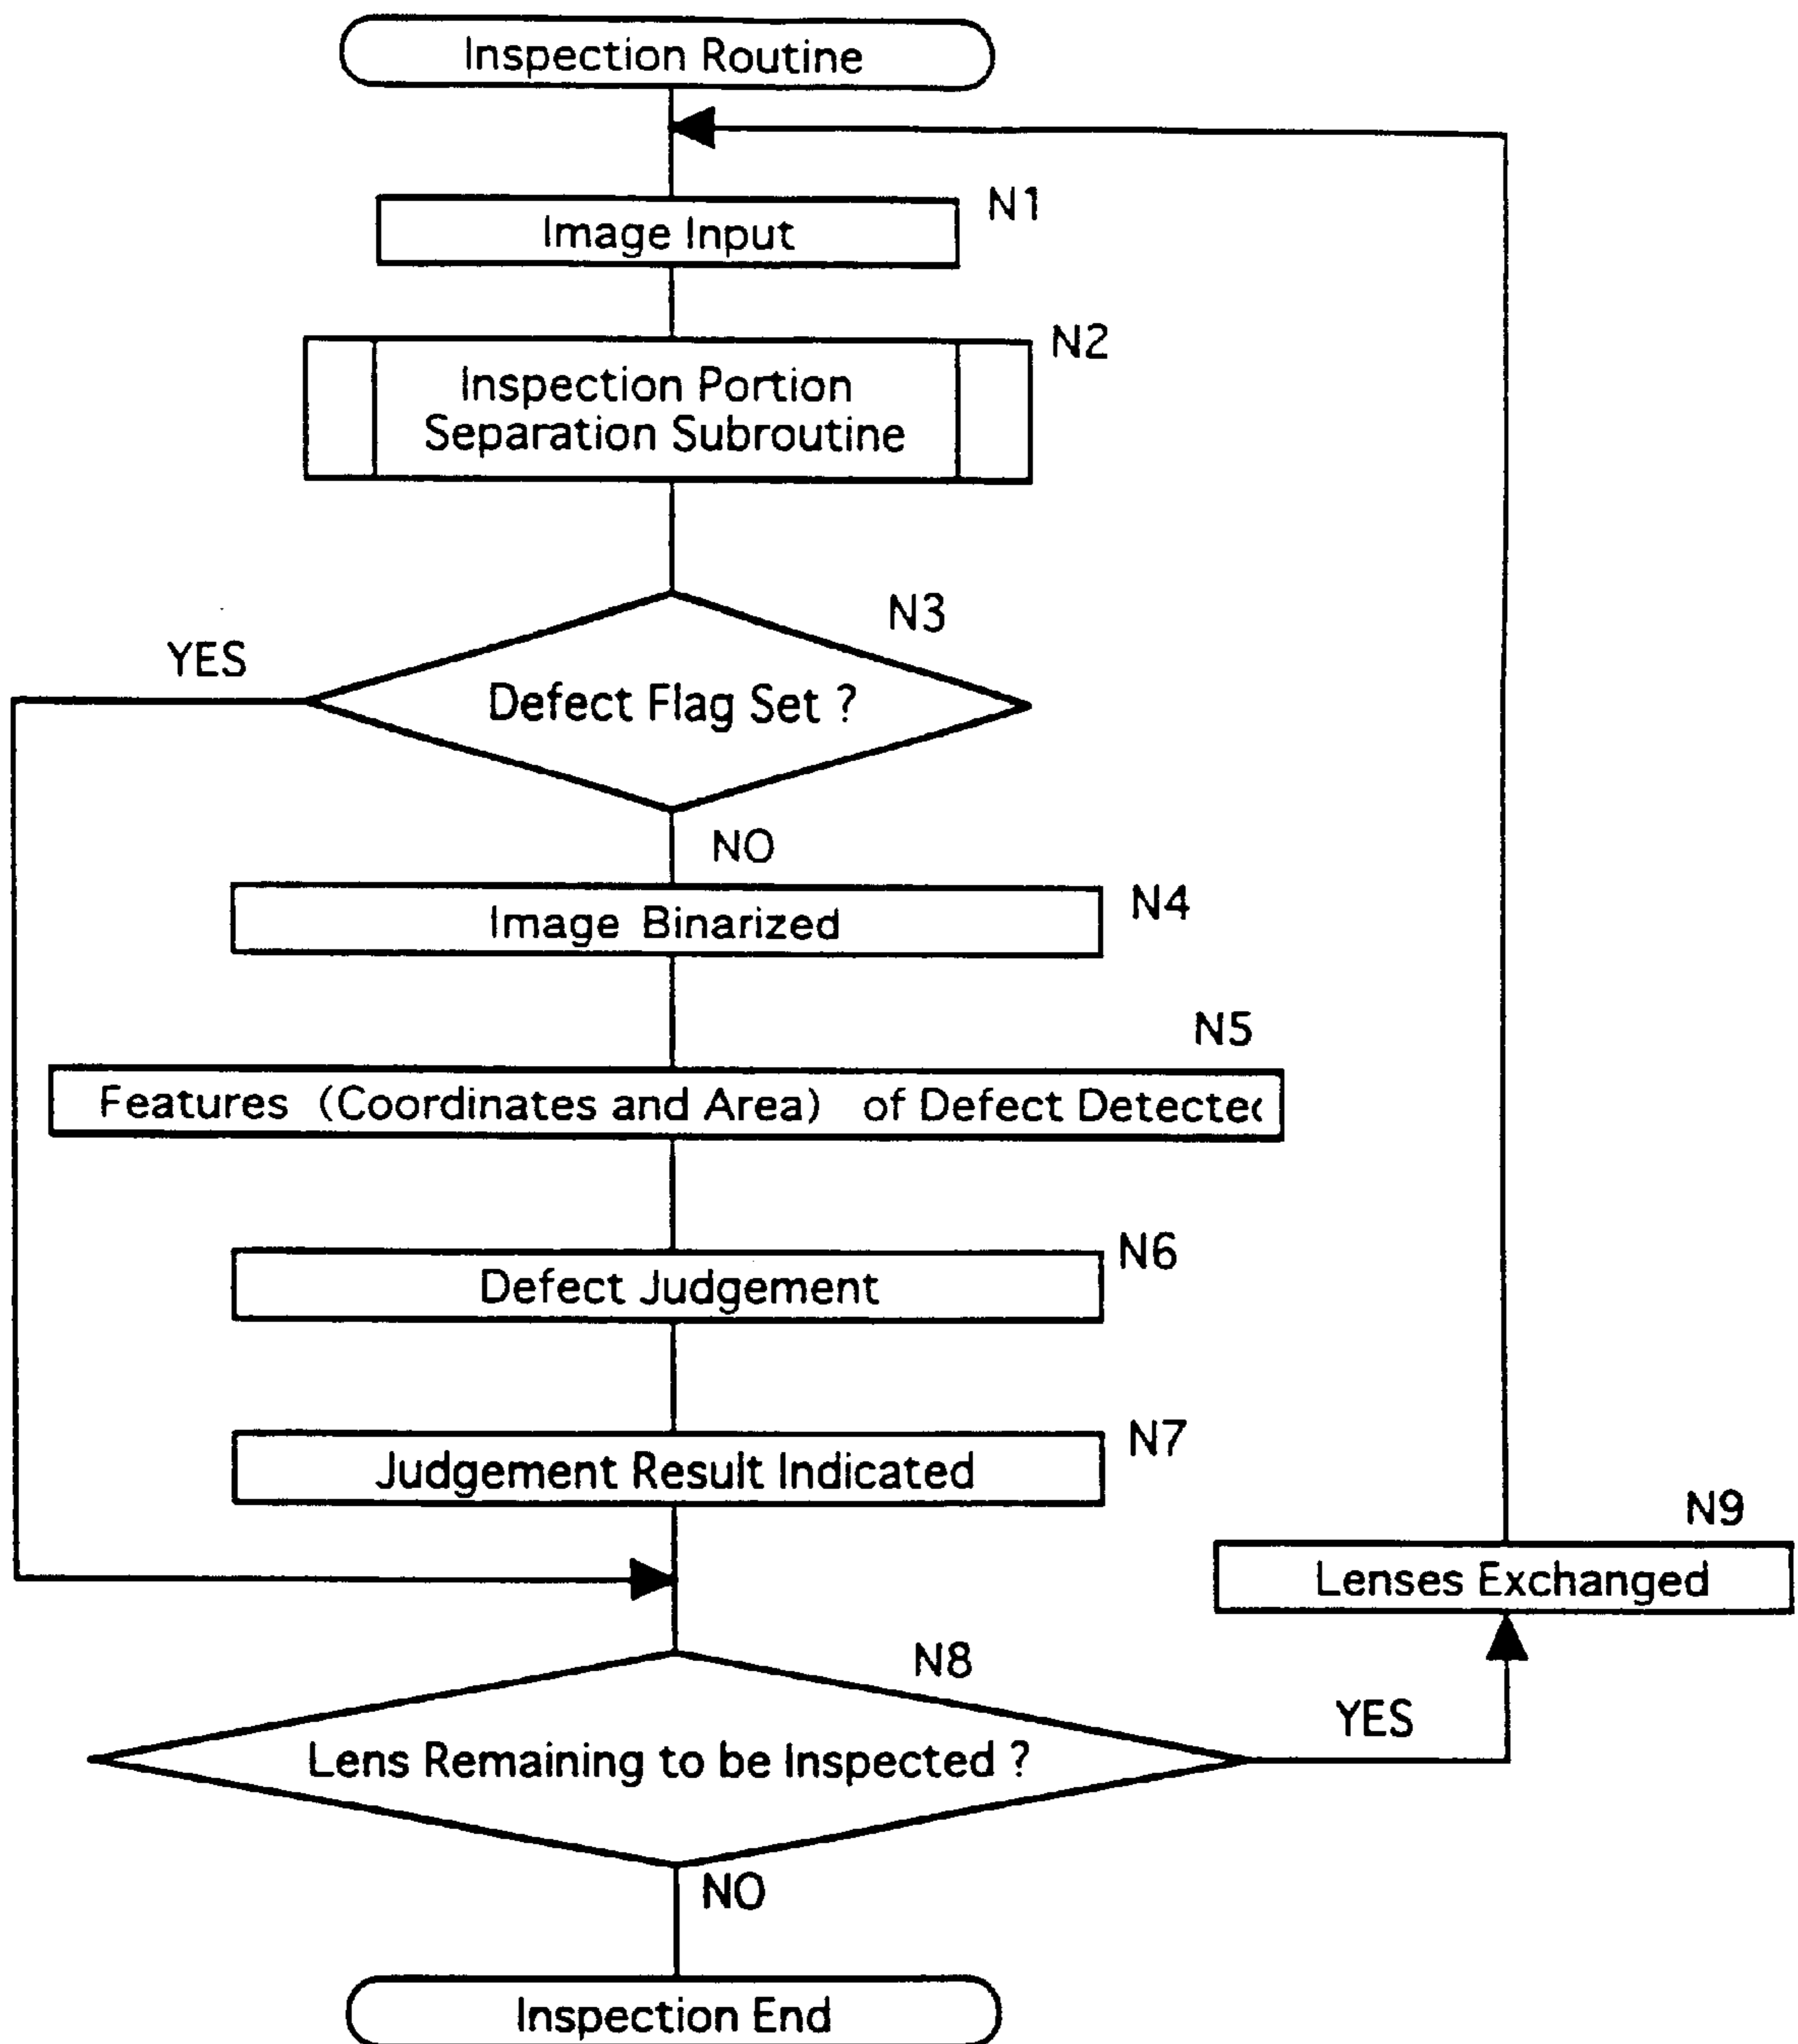 Inspection Routine
N1
Image Input
N2
Inspection Portion
Separation Subroutine
N3
YES
Defect Flag Set ?
NO
N4
Image Binarized
N5
Features (Coordinates and Area) of Defect Detected
N6
Defect Judgement
N7
Judgement Result Indicated
N9
Lenses Exchanged
N8
YES
Lens Remaining to be Inspected ?
NO
Inspection End